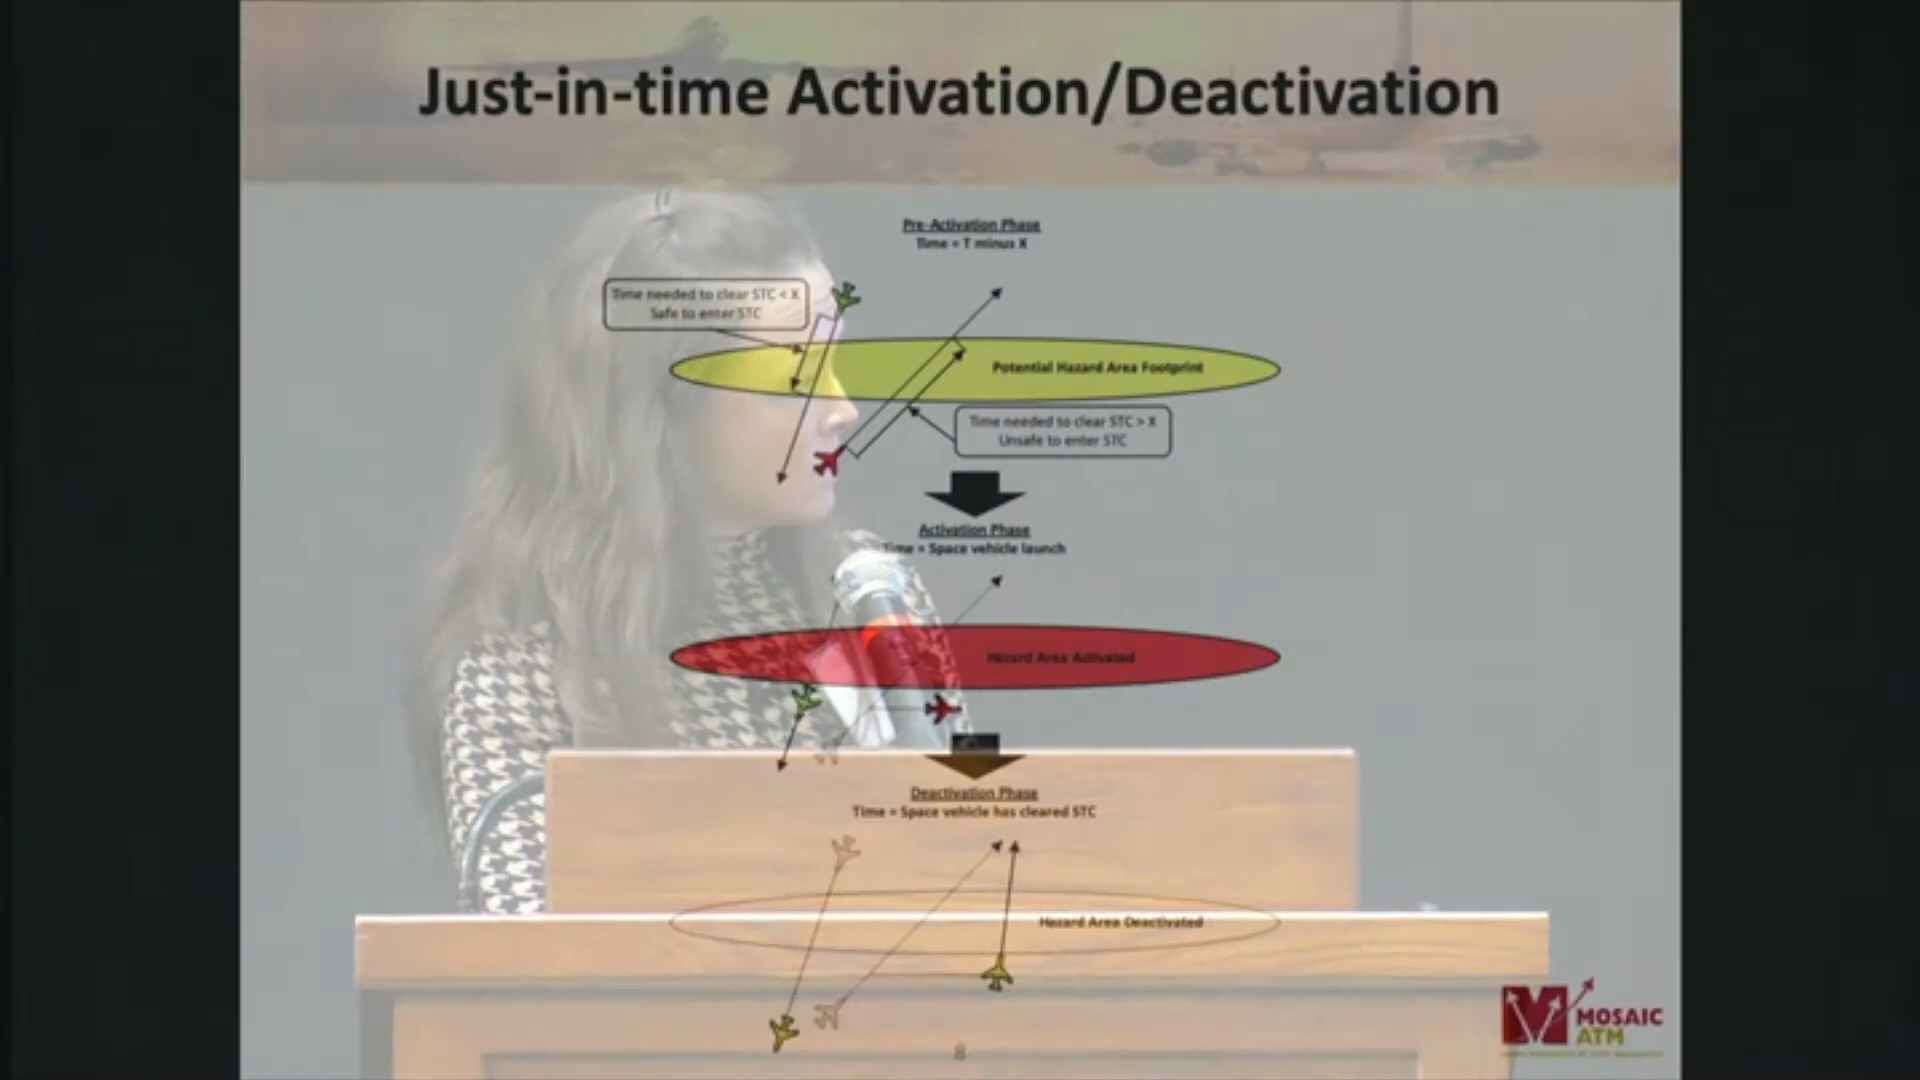 Just-in-time Activation/Deactivation
Pre-Activation Phase
Time = T minus X
Time needed to clear STC < X
Safe to enter STC
Potential Hazard Area Footprint
Time needed to clear STC > X
Unsafe to enter STC
Activation Phase
Time = Space vehicle launch
Hazard Area Activated
Deactivation Phase
Time = Space vehicle has cleared STC
Hazard Area Deactivated
8
MOSAIC
ATM